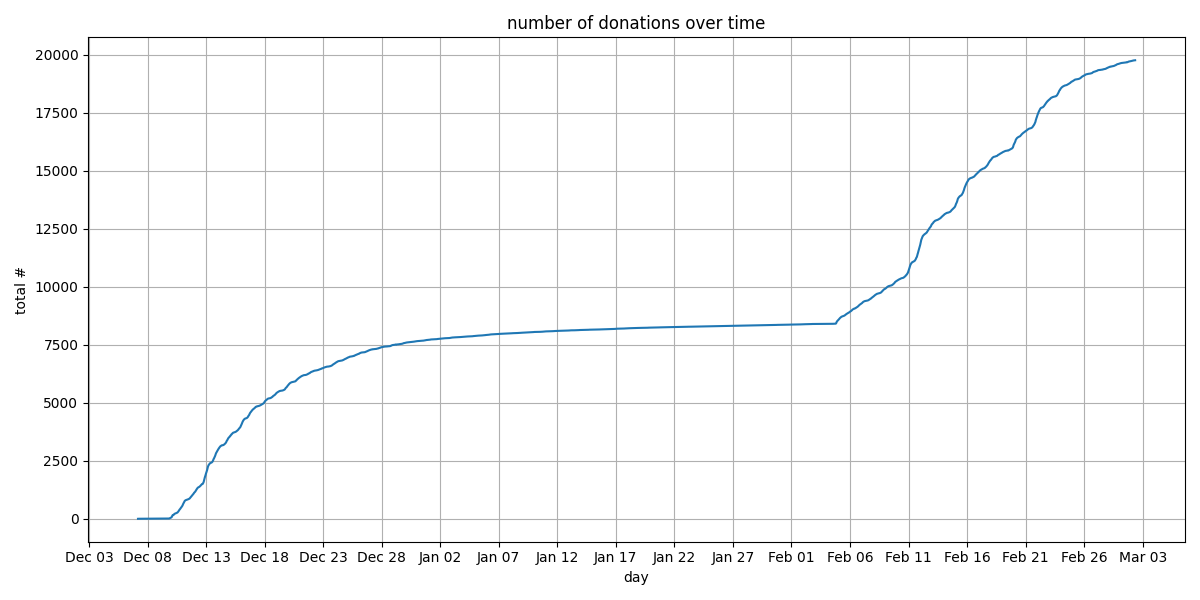 number of donations over time
20000
17500
15000
12500
10000
7500
5000
2500
0
total #
Dec 03 Dec 08 Dec 13 Dec 18 Dec 23 Dec 28 Jan 02 Jan 07 Jan 12 Jan 17 Jan 22 Jan 27 Feb 01 Feb 06 Feb 11 Feb 16 Feb 21 Feb 26 Mar 03
day